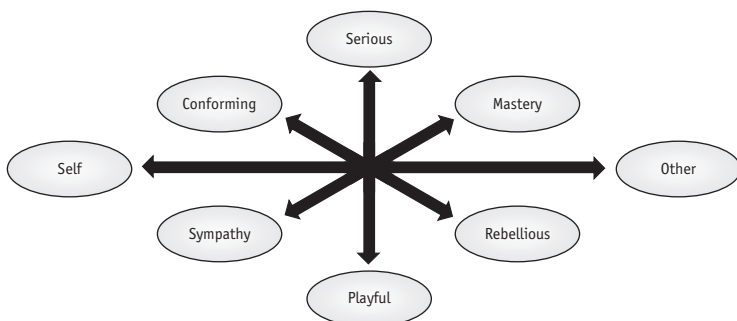 Serious
Conforming
Mastery
Self
Other
Sympathy
Rebellious
Playful